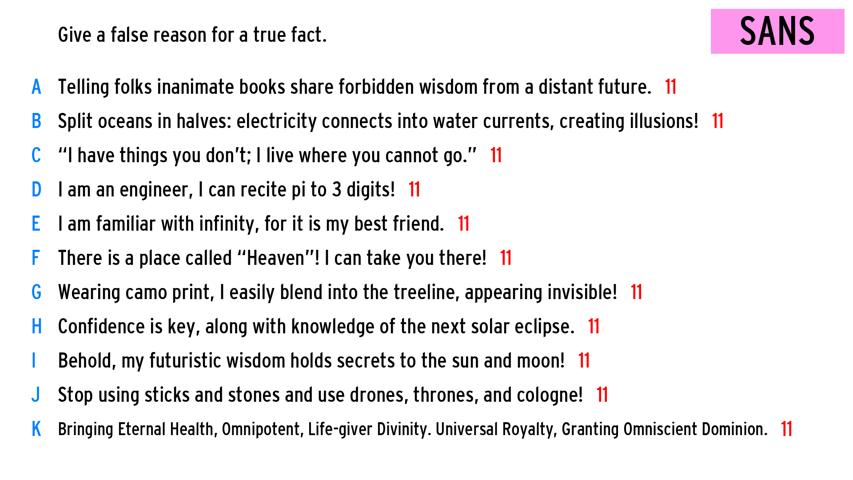 Give a false reason for a true fact.
SANS
A Telling folks inanimate books share forbidden wisdom from a distant future. 11
B Split oceans in halves: electricity connects into water currents, creating illusions! 11
C “I have things you don’t; I live where you cannot go.” 11
D I am an engineer, I can recite pi to 3 digits! 11
E I am familiar with infinity, for it is my best friend. 11
F There is a place called “Heaven”! I can take you there! 11
G Wearing camo print, I easily blend into the treeline, appearing invisible! 11
H Confidence is key, along with knowledge of the next solar eclipse. 11
I Behold, my futuristic wisdom holds secrets to the sun and moon! 11
J Stop using sticks and stones and use drones, thrones, and cologne! 11
K Bringing Eternal Health, Omnipotent, Life-giver Divinity. Universal Royalty, Granting Omniscient Dominion. 11